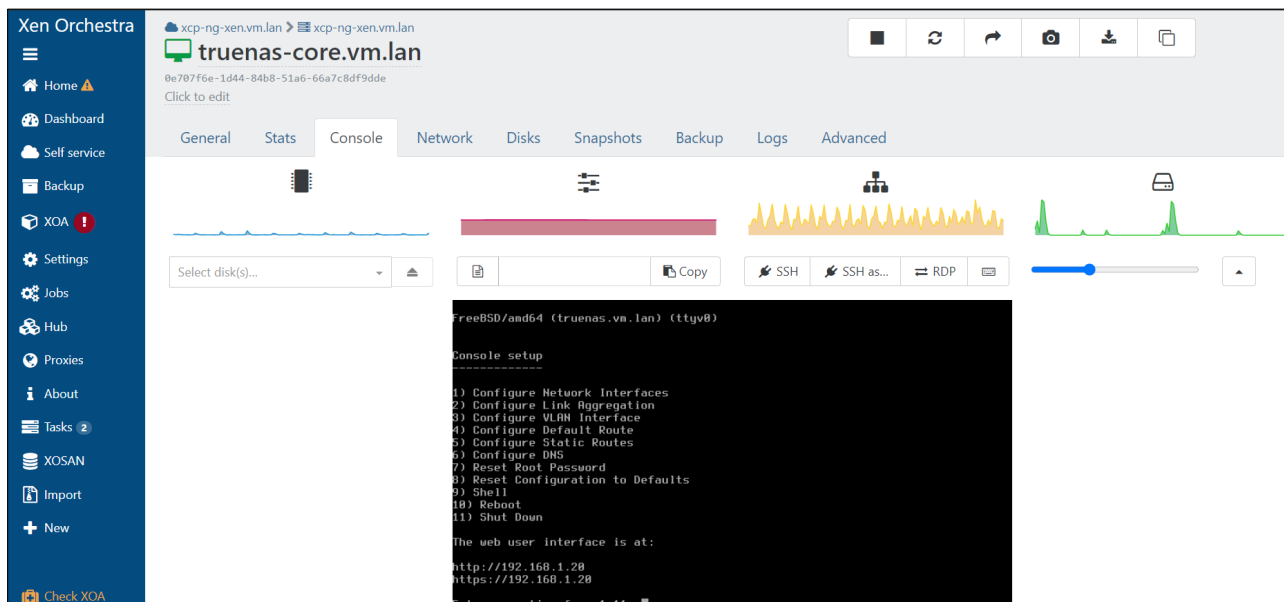 Xen Orchestra
Home
Dashboard
Self service
Backup
XOA
Settings
Jobs
Hub
Proxies
About
Tasks 2
XOSAN
Import
New
Check XOA
xcp-ng-xen.vm.lan > xcp-ng-xen.vm.lan
truenas-core.vm.lan
0e707f6e-1d44-84b8-51a6-66a7c8df9dde
Click to edit
General Stats Console Network Disks Snapshots Backup Logs Advanced
Select disk(s)... Copy SSH SSH as... RDP
FreeBSD/amd64 (truenas.vm.lan) (ttyv0)
Console setup
-------------
1) Configure Network Interfaces
2) Configure Link Aggregation
3) Configure VLAN Interface
4) Configure Default Route
5) Configure Static Routes
6) Configure DNS
7) Reset Root Password
8) Reset Configuration to Defaults
9) Shell
10) Reboot
11) Shut Down
The web user interface is at:
http://192.168.1.20
https://192.168.1.20